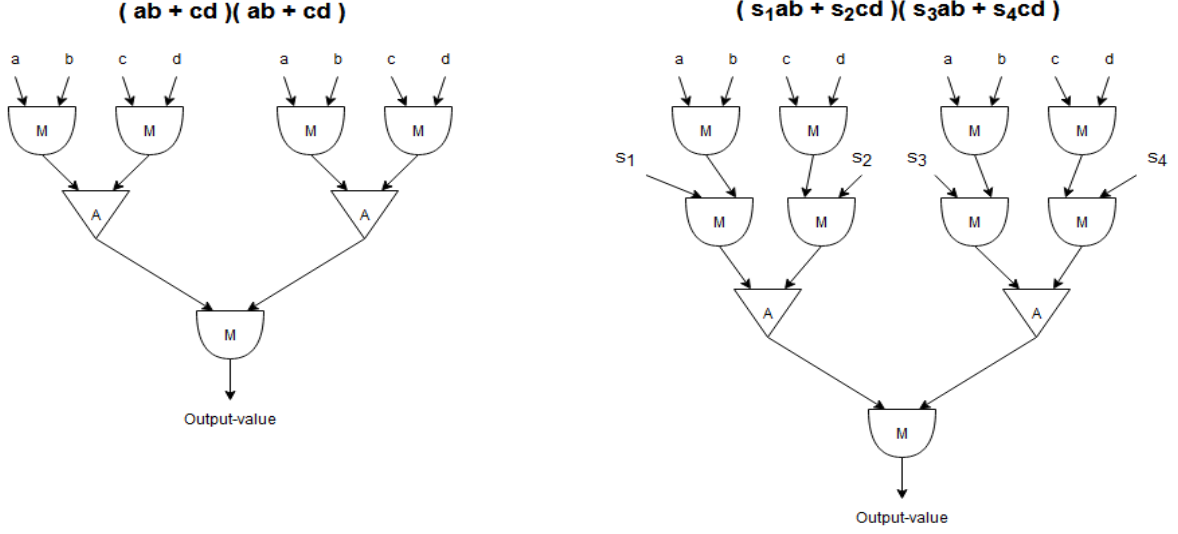 ( ab + cd )( ab + cd )
( s₁ab + s₂cd )( s₃ab + s₄cd )
a b c d a b c d
a b c d a b c d
M M M M
M M M M
s₁ s₂ s₃ s₄
A A
M M M M
M
A A
Output-value
M
Output-value